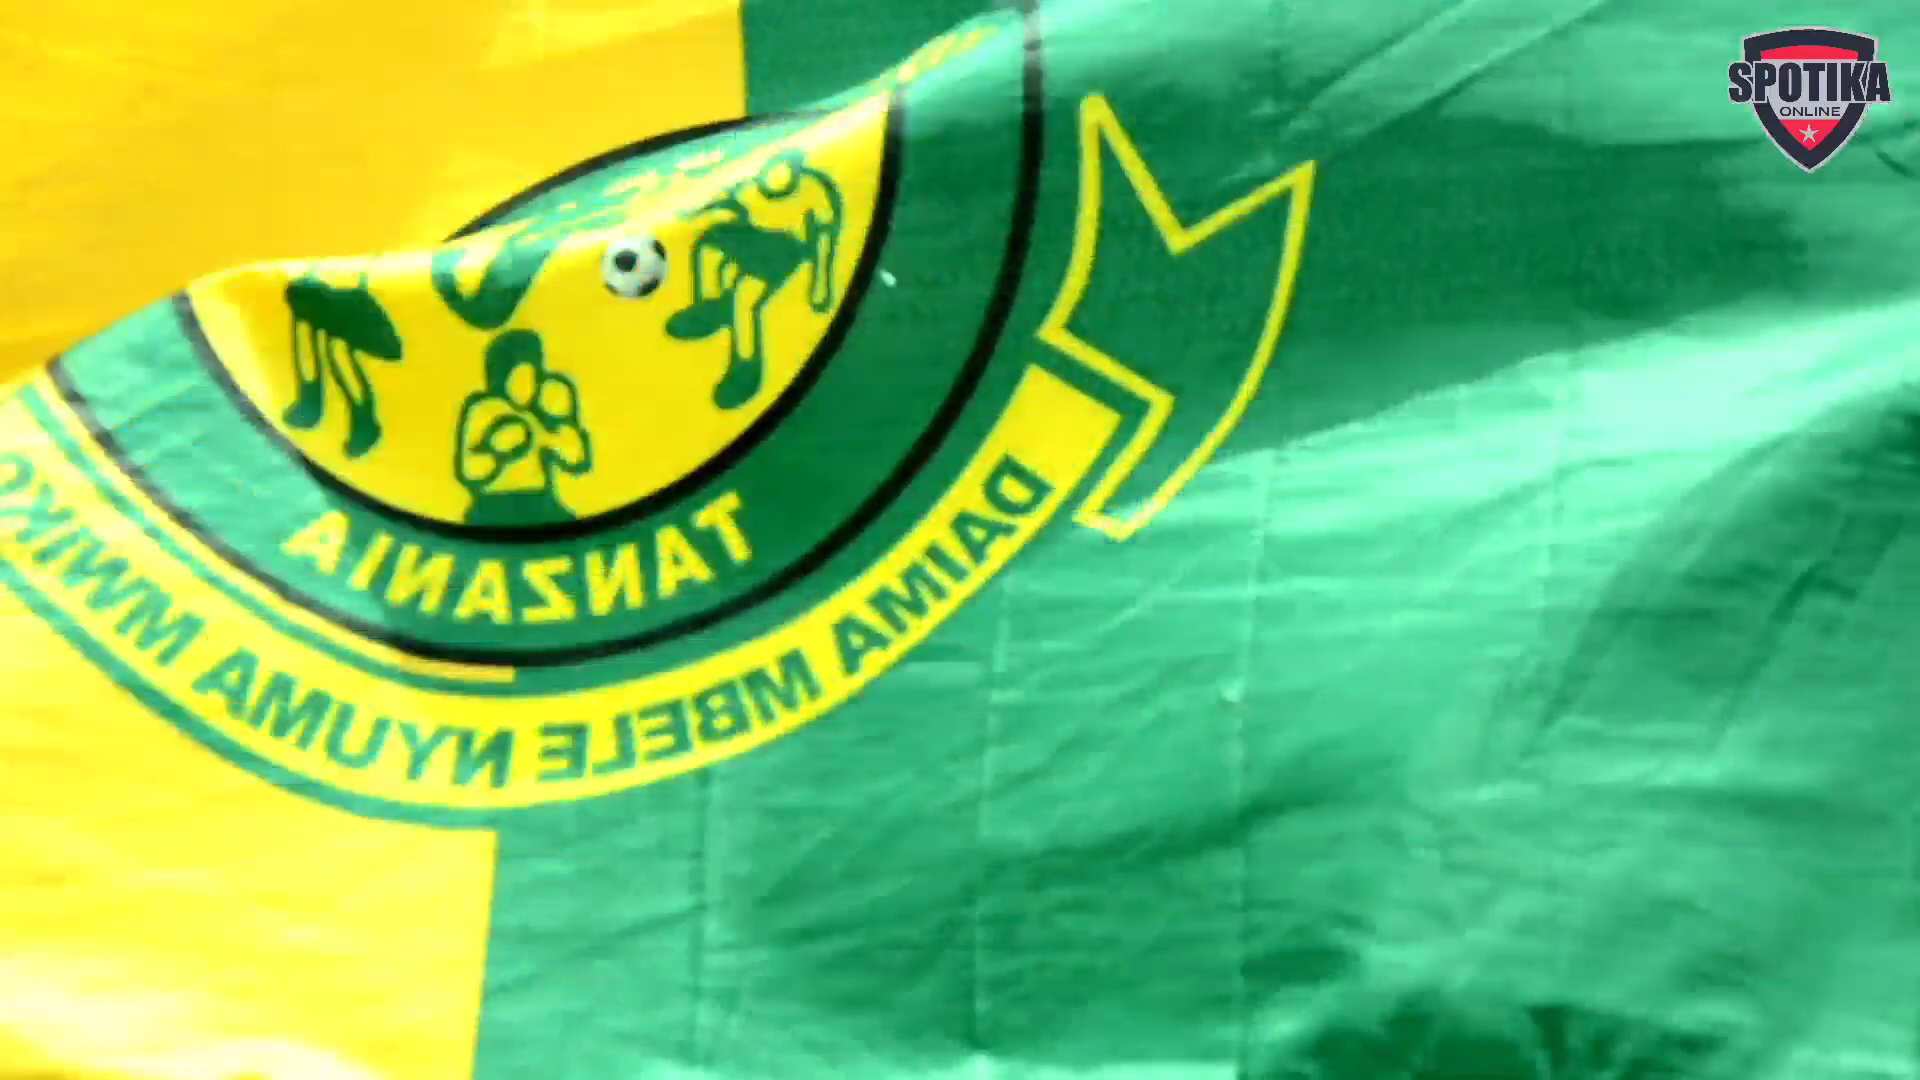 SPOTIKA
ONLINE
TANZANIA
DAIMA MBELE NYUMA MWIKO